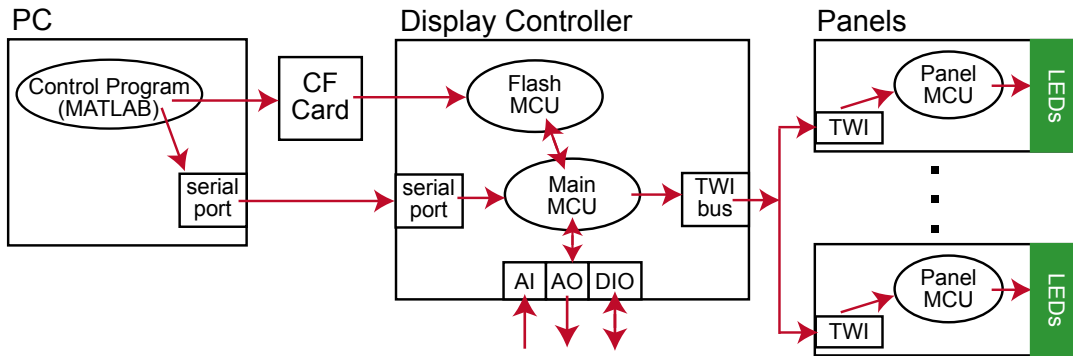 PC
Control Program
(MATLAB)
serial
port
CF
Card
Display Controller
Flash
MCU
serial
port
Main
MCU
TWI
bus
AI
AO
DIO
Panels
Panel
MCU
TWI
LEDs
Panel
MCU
TWI
LEDs